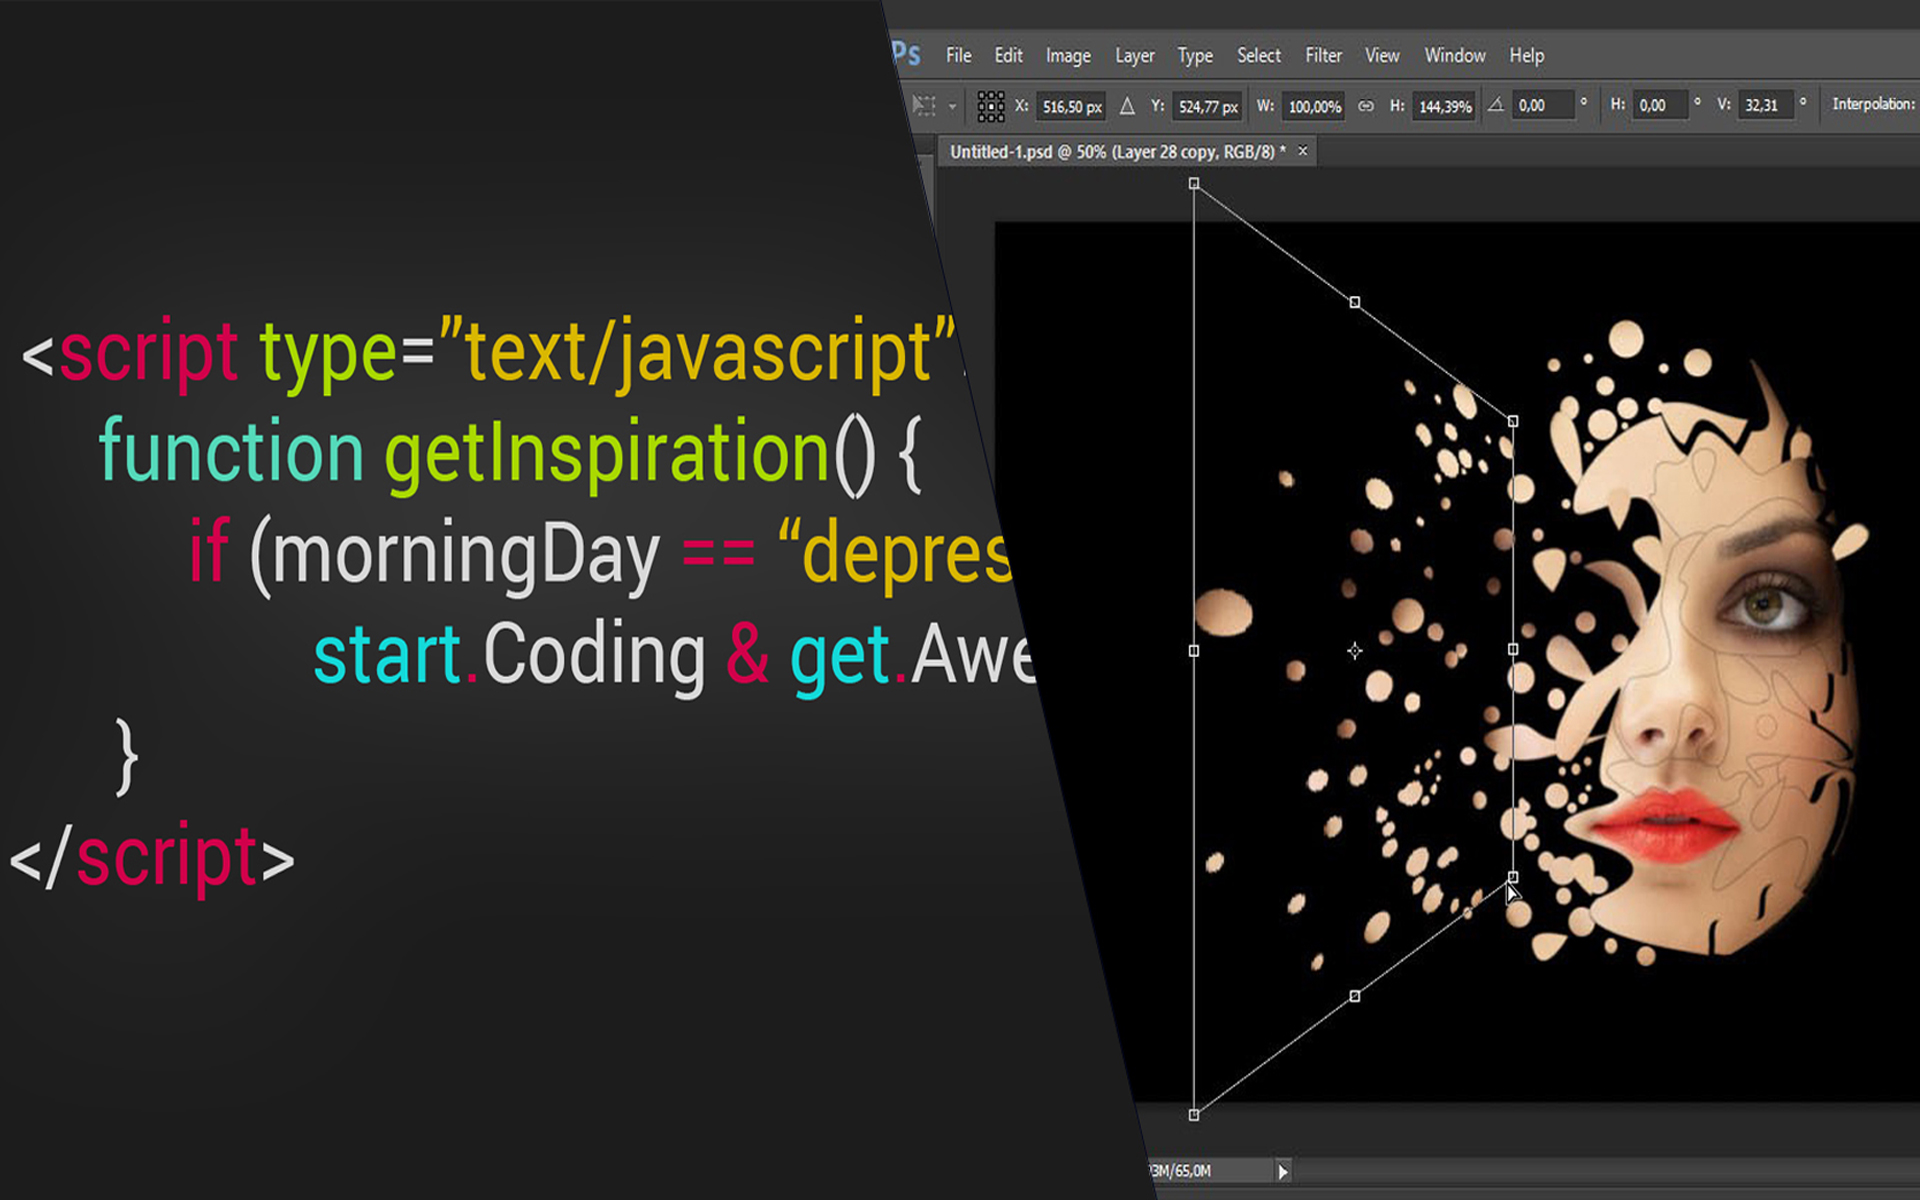 <script type=”text/javascript”
function getInspiration() {
if (morningDay == “depres
start.Coding & get.Awe
}
</script>
Ps File Edit Image Layer Type Select Filter View Window Help
X: 516,50 px Y: 524,77 px W: 100,00% H: 144,39% 0,00 ° H: 0,00 ° V: 32,31 ° Interpolation:
Untitled-1.psd @ 50% (Layer 28 copy, RGB/8) * ×
93M/65,0M